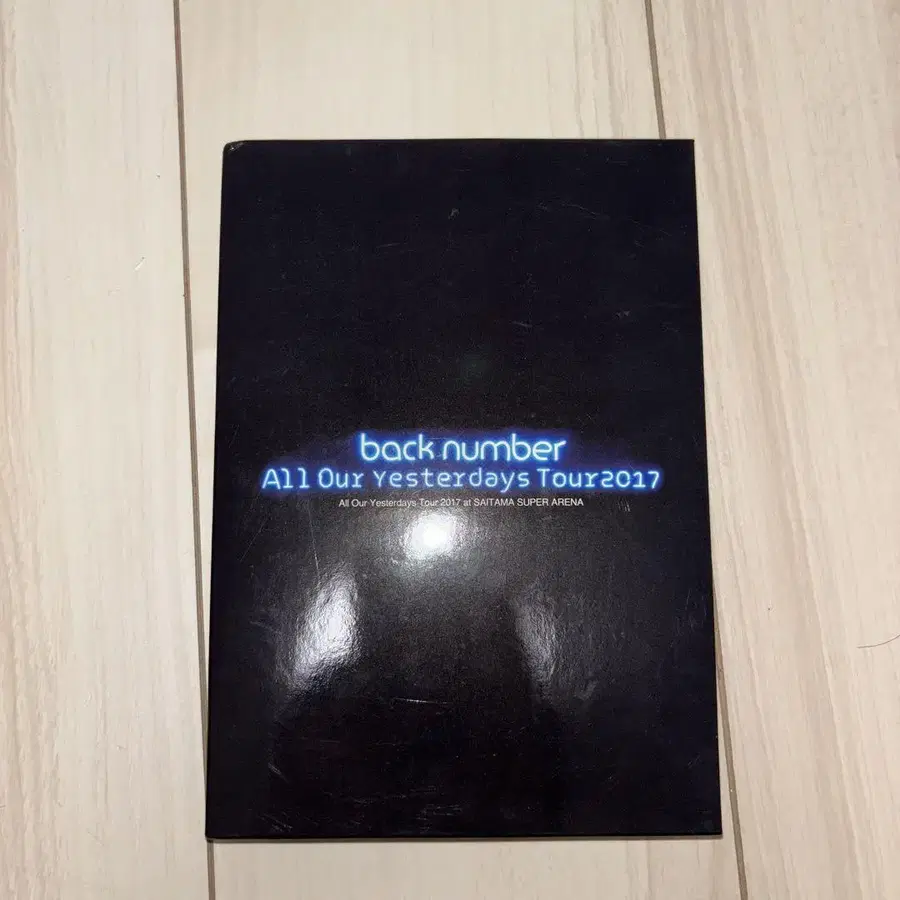 back number
All Our Yesterdays Tour2017
All Our Yesterdays Tour 2017 at SAITAMA SUPER ARENA